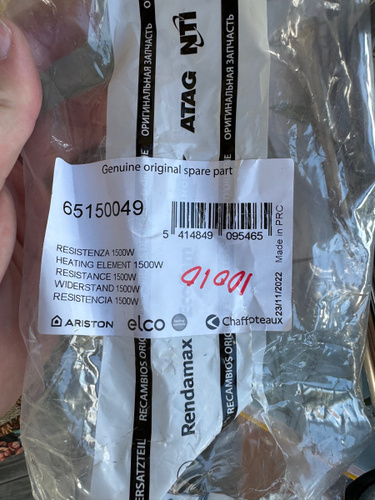 ОРИГИНАЛЬНАЯ ЗАПЧАСТЬ
ATAG NTI
ОРИГИНАЛЬНАЯ ЗАПЧАСТЬ
Genuine original spare part
65150049
5 414849 095465
Made in PRC
23/11/2022
RESISTENZA 1500W
HEATING ELEMENT 1500W
RESISTANCE 1500W
WIDERSTAND 1500W
RESISTENCIA 1500W
01001
ARISTON elco Chaffoteaux
ERSATZTEIL
RECAMBIOS ORIG
Rendamax
RECAMBIOS ORI